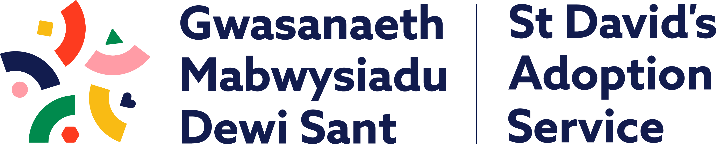 Gwasanaeth
Mabwysiadu
Dewi Sant
St David's
Adoption
Service